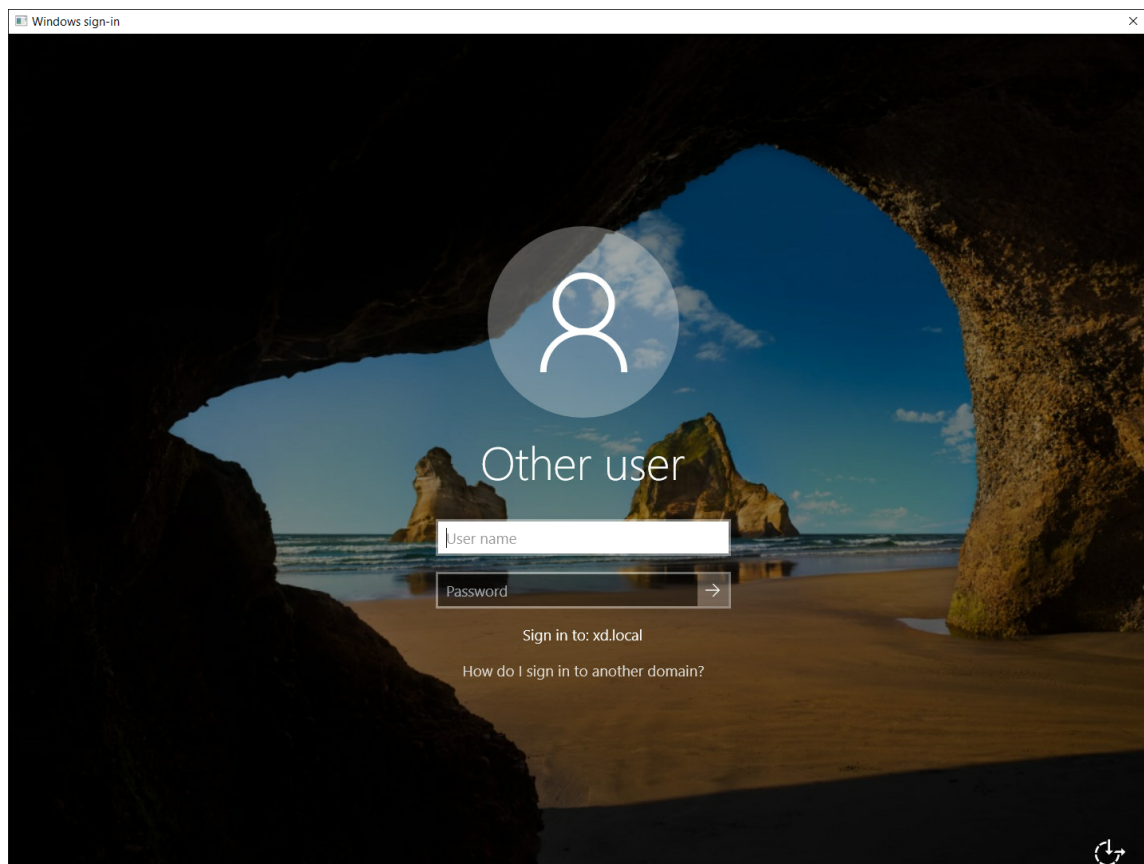 Windows sign-in
Other user
User name
Password
Sign in to: xd.local
How do I sign in to another domain?